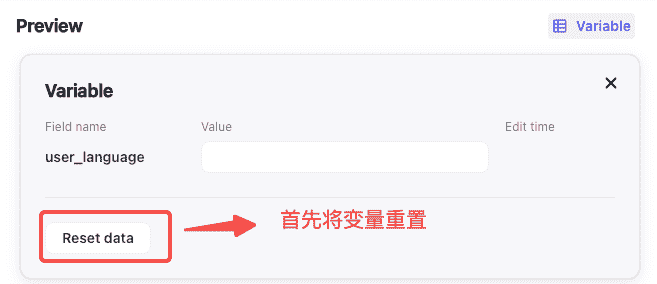 Preview
Variable
Variable
Field name
Value
Edit time
user_language
Reset data
首先将变量重置